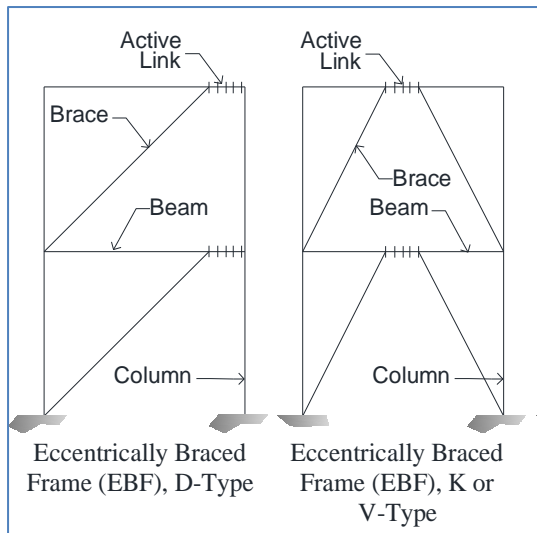 Active
Link
Brace
Beam
Column
Eccentrically Braced
Frame (EBF), D-Type
Active
Link
Brace
Beam
Column
Eccentrically Braced
Frame (EBF), K or
V-Type